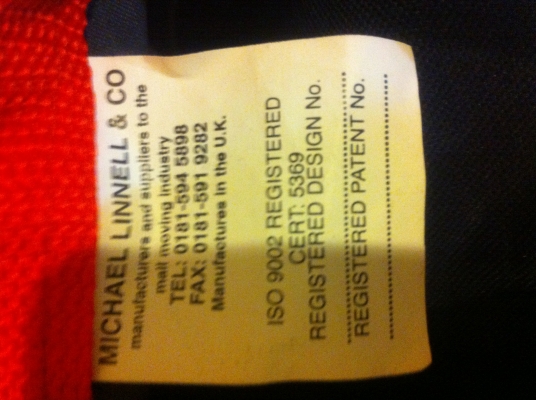 MICHAEL LINNELL & CO
manufacturers and suppliers to the
mail moving industry
TEL: 0181-594 5898
FAX: 0181-591 9282
Manufactures in the U.K.
ISO 9002 REGISTERED
CERT: 5369
REGISTERED DESIGN No.
REGISTERED PATENT No.